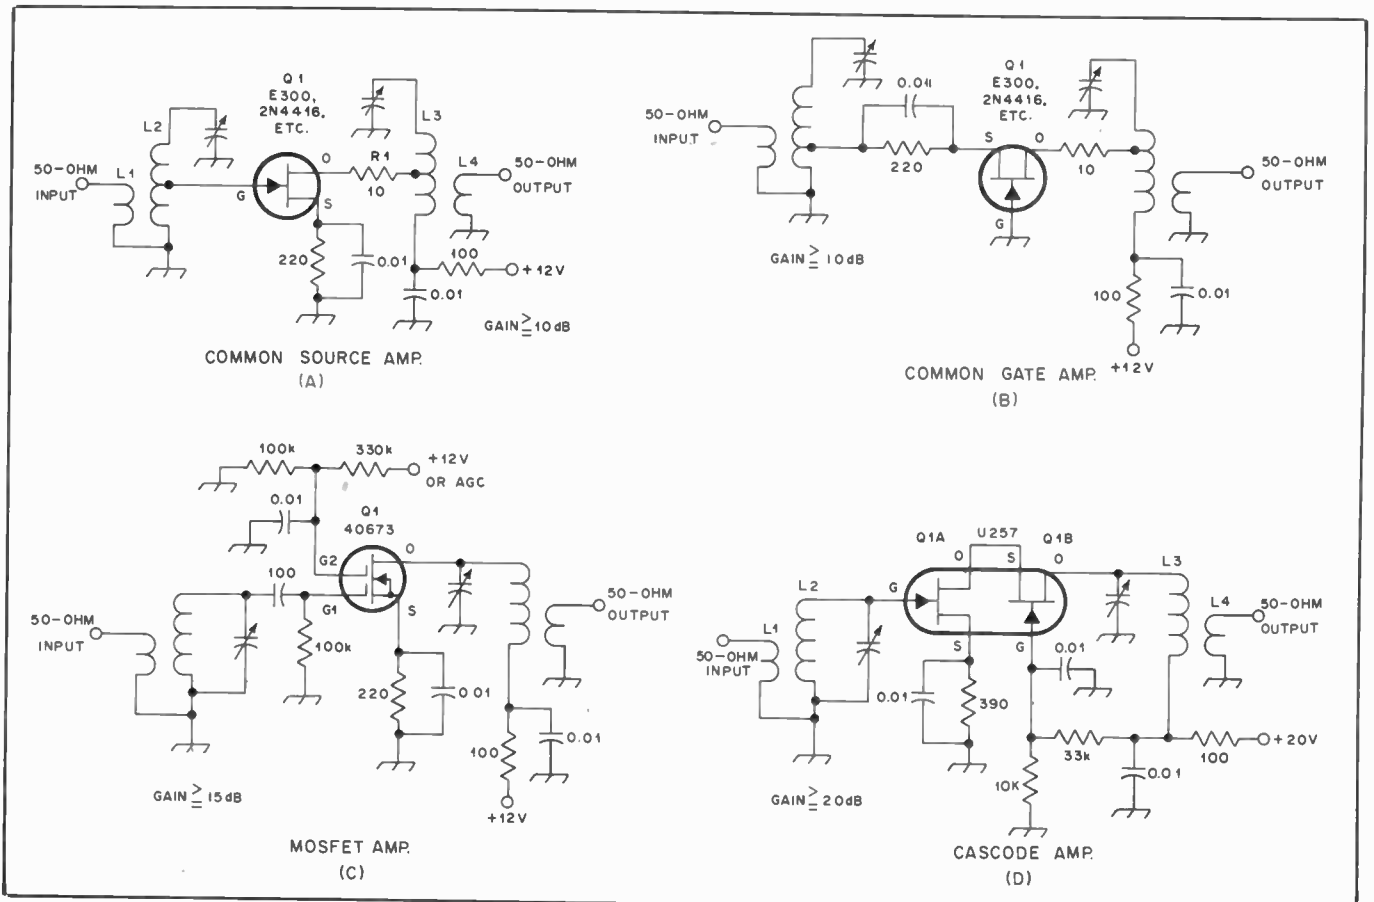 Q1
E300,
2N4416,
ETC.
L2
L3
50-OHM
INPUT
L1
G
O
R1
10
S
L4
50-OHM
OUTPUT
220
0.01
100
+12V
0.01
GAIN ≥ 10dB
COMMON SOURCE AMP.
(A)
50-OHM
INPUT
0.01
220
Q1
E300,
2N4416,
ETC.
S
O
10
G
50-OHM
OUTPUT
GAIN ≥ 10dB
100
0.01
+12V
COMMON GATE AMP.
(B)
100k
330k
+12V
OR AGC
0.01
Q1
40673
O
G2
100
G1
S
50-OHM
INPUT
100k
50-OHM
OUTPUT
220
0.01
100
0.01
+12V
GAIN ≥ 15dB
MOSFET AMP.
(C)
Q1A
U257
Q1B
O
S
O
L3
L2
G
L4
50-OHM
OUTPUT
L1
50-OHM
INPUT
S
G
0.01
0.01
390
33k
100
+20V
10K
0.01
GAIN ≥ 20dB
CASCODE AMP.
(D)